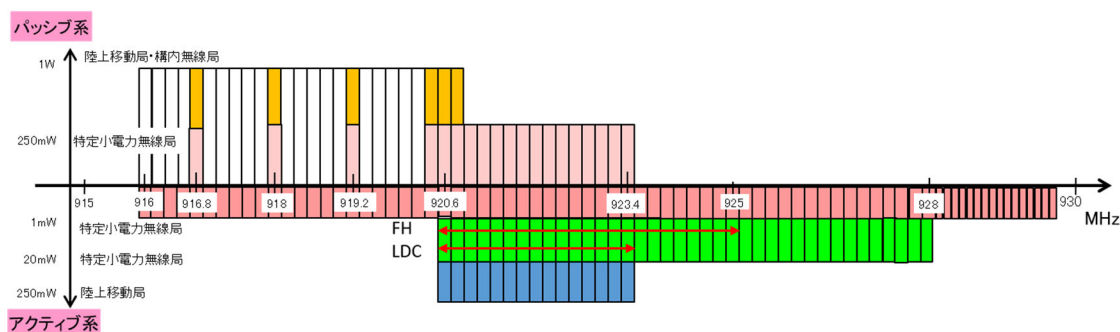 パッシブ系
1W
陸上移動局・構内無線局
250mW
特定小電力無線局
915
916
916.8
918
919.2
920.6
923.4
925
928
930
MHz
1mW
特定小電力無線局
FH
LDC
20mW
特定小電力無線局
250mW
陸上移動局
アクティブ系